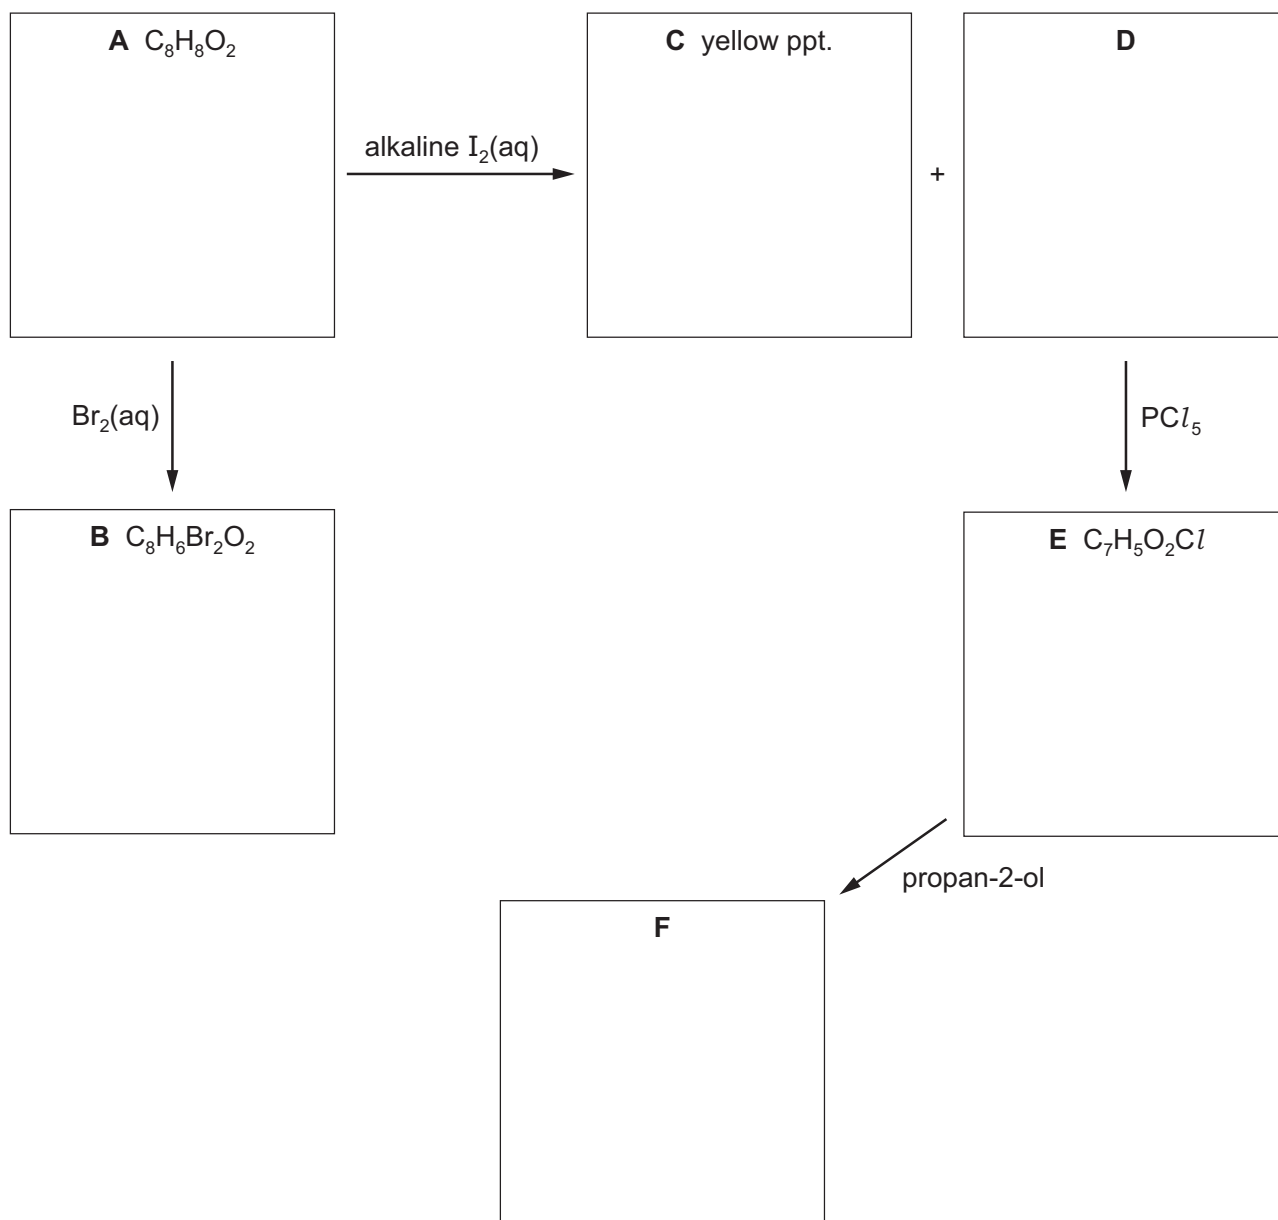 A C₈H₈O₂
C yellow ppt.
D
alkaline I₂(aq)
+
Br₂(aq)
PCl₅
B C₈H₆Br₂O₂
E C₇H₅O₂Cl
propan-2-ol
F